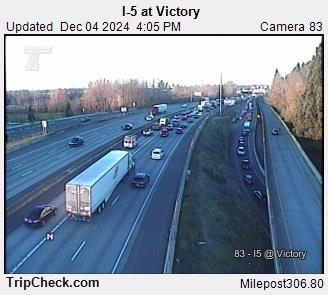 I-5 at Victory
Updated Dec 04 2024 4:05 PM Camera 83
Tr
N
83 - I5 @ Victory
TripCheck.com Milepost306.80